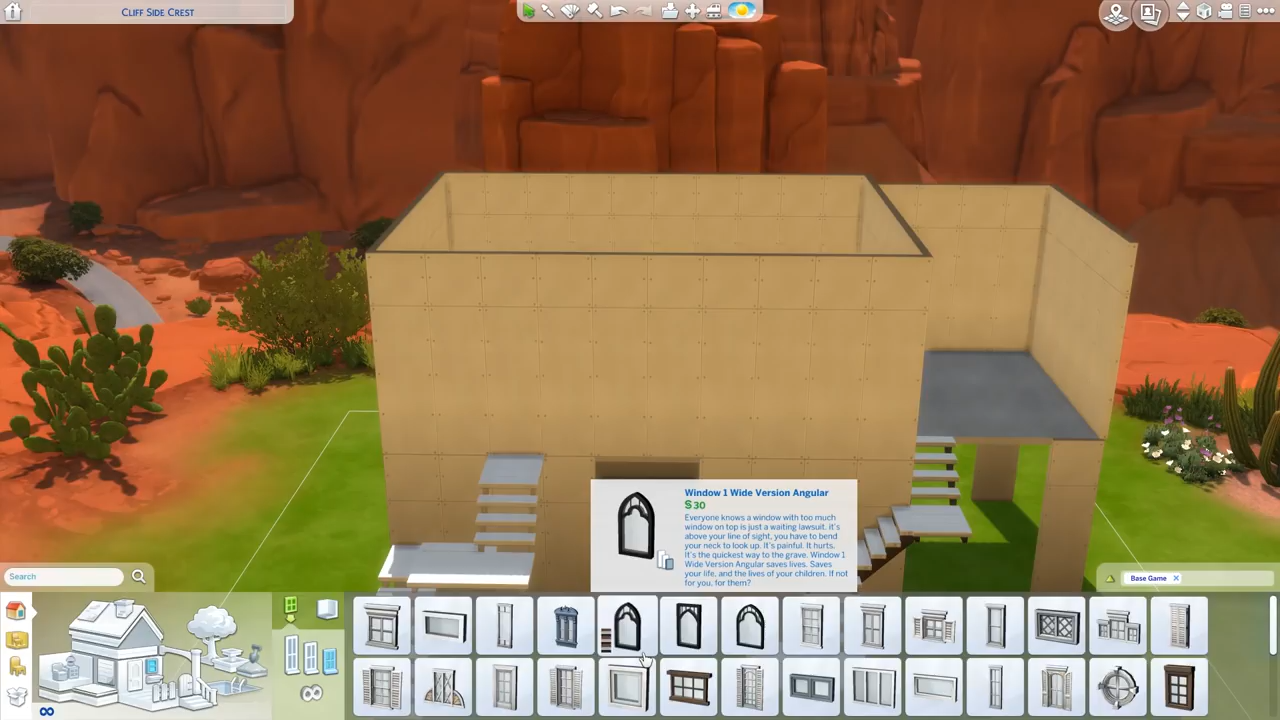 CLIFF SIDE CREST
Window 1 Wide Version Angular
§30
Everyone knows a window with too much
window on top is just a waiting lawsuit. it's
above your line of sight, you have to bend
your neck to look up. It's painful. It hurts.
It's the quickest way to the grave. Window 1
Wide Version Angular saves lives. Saves
your life, and the lives of your children. If not
for you, for them?
Search
Base Game